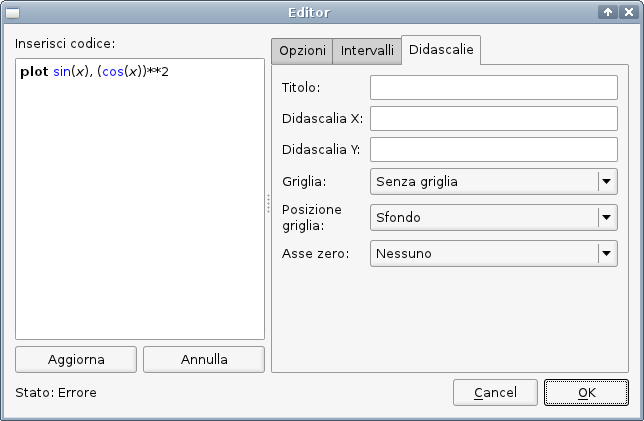 Editor
Inserisci codice:
plot sin(x), (cos(x))**2
Aggiorna
Annulla
Stato: Errore
Opzioni
Intervalli
Didascalie
Titolo:
Didascalia X:
Didascalia Y:
Griglia:
Senza griglia
Posizione
griglia:
Sfondo
Asse zero:
Nessuno
Cancel
OK